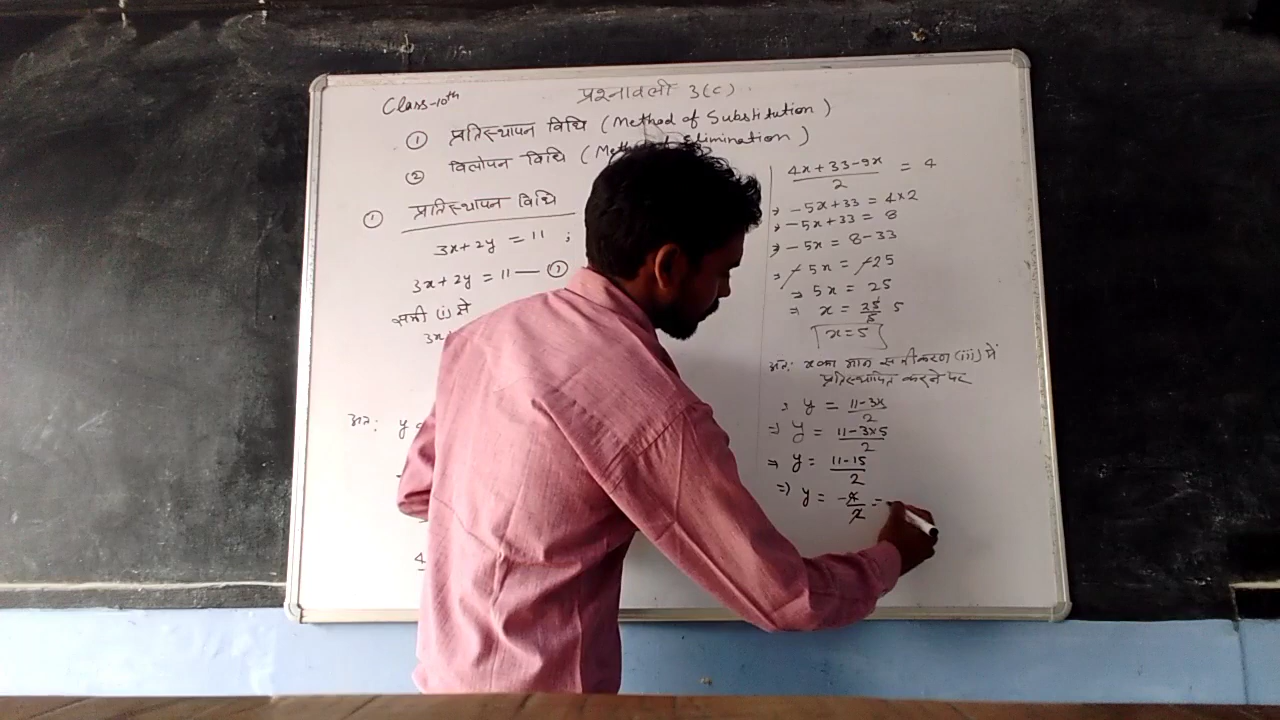 Class-10th
प्रश्नावली 3(c).
① प्रतिस्थापन विधि (Method of Substitution)
② विलोपन विधि (Method of Elimination)
① प्रतिस्थापन विधि
3x+2y = 11 ;
3x+2y = 11 — ①
समी (i) से
अतः y
4x+33-9x / 2 = 4
⇒ -5x+33 = 4×2
⇒ -5x+33 = 8
⇒ -5x = 8-33
⇒ -5x = -25
⇒ 5x = 25
⇒ x = 25/5 5
x=5
अतः x का मान समीकरण (iii) में
प्रतिस्थापित करने पर
∴ y = 11-3x / 2
⇒ y = 11-3×5 / 2
⇒ y = 11-15 / 2
⇒ y = -4/2 =